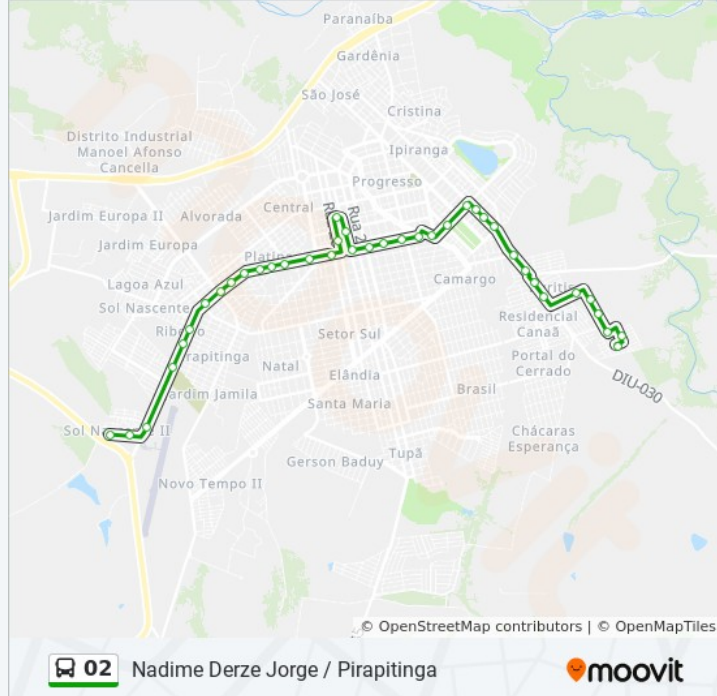 Paranaíba
Gardênia
São José
Cristina
Distrito Industrial
Manoel Afonso
Cancella
Ipiranga
Progresso
Jardim Europa II
Alvorada
Central
Rua 2
Jardim Europa
Platina
Lagoa Azul
Camargo
Sol Nascente
Residencial
Canaã
Setor Sul
Pirapitinga
Portal do
Cerrado
Natal
Elândia
DIU-030
Jardim Jamila
Brasil
Santa Maria
Chácaras
Esperança
Tupã
Gerson Baduy
Novo Tempo II
© OpenStreetMap contributors | © OpenMapTiles
02 Nadime Derze Jorge / Pirapitinga
moovit